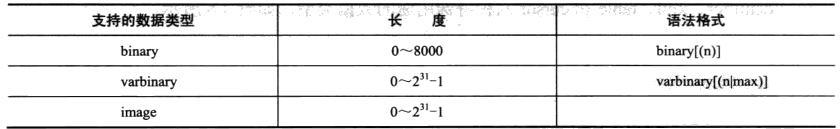 支持的数据类型 长 度 语法格式
binary 0～8000 binary[(n)]
varbinary 0～2³¹-1 varbinary[(n|max)]
image 0～2³¹-1